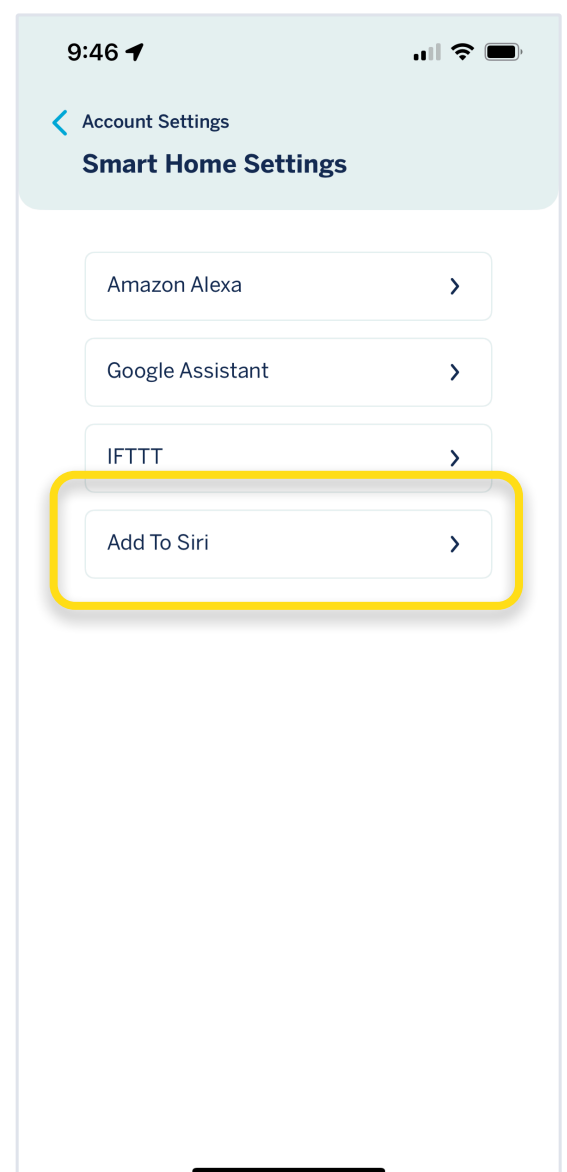 9:46
Account Settings
Smart Home Settings
Amazon Alexa
Google Assistant
IFTTT
Add To Siri